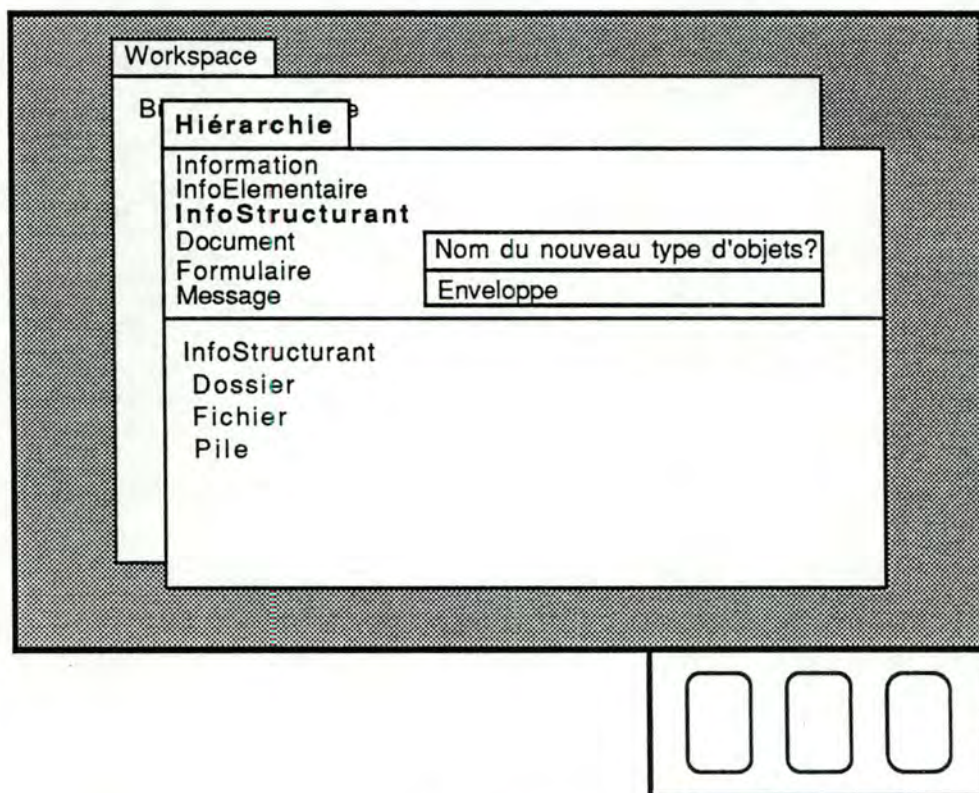 Workspace
Hiérarchie
Information
InfoElementaire
InfoStructurant
Document
Formulaire
Message
Nom du nouveau type d'objets?
Enveloppe
InfoStructurant
Dossier
Fichier
Pile